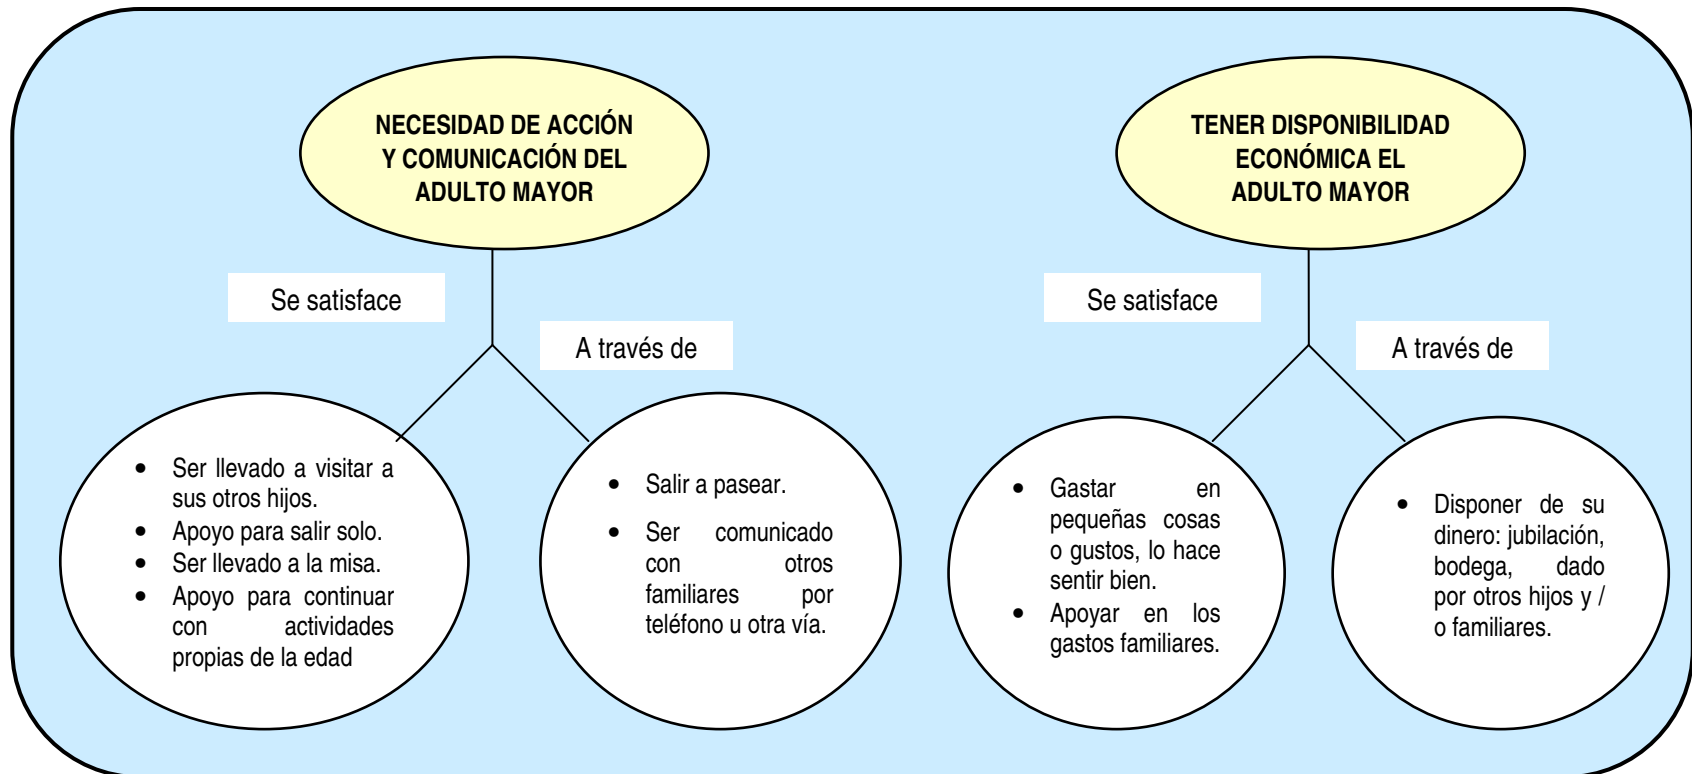 NECESIDAD DE ACCIÓN
Y COMUNICACIÓN DEL
ADULTO MAYOR
Se satisface
A través de
• Ser llevado a visitar a
sus otros hijos.
• Apoyo para salir solo.
• Ser llevado a la misa.
• Apoyo para continuar
con actividades
propias de la edad
• Salir a pasear.
• Ser comunicado
con otros
familiares por
teléfono u otra vía.
TENER DISPONIBILIDAD
ECONÓMICA EL
ADULTO MAYOR
Se satisface
A través de
• Gastar en
pequeñas cosas
o gustos, lo hace
sentir bien.
• Apoyar en los
gastos familiares.
• Disponer de su
dinero: jubilación,
bodega, dado
por otros hijos y /
o familiares.